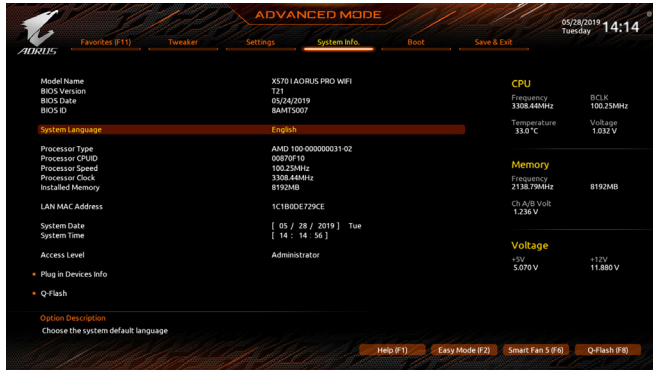 ADVANCED MODE
05/28/2019 Tuesday 14:14
AORUS
Favorites (F11) Tweaker Settings System Info. Boot Save & Exit
Model Name X570 I AORUS PRO WIFI
BIOS Version T21
BIOS Date 05/24/2019
BIOS ID 8AMTS007
System Language English
Processor Type AMD 100-000000031-02
Processor CPUID 00870F10
Processor Speed 100.25MHz
Processor Clock 3308.44MHz
Installed Memory 8192MB
LAN MAC Address 1C1B0DE729CE
System Date [ 05 / 28 / 2019 ] Tue
System Time [ 14 : 14 : 56 ]
Access Level Administrator
Plug in Devices Info
Q-Flash
CPU
Frequency BCLK
3308.44MHz 100.25MHz
Temperature Voltage
33.0 °C 1.032 V
Memory
Frequency
2138.79MHz 8192MB
Ch A/B Volt
1.236 V
Voltage
+5V +12V
5.070 V 11.880 V
Option Description
Choose the system default language
Help (F1) Easy Mode (F2) Smart Fan 5 (F6) Q-Flash (F8)